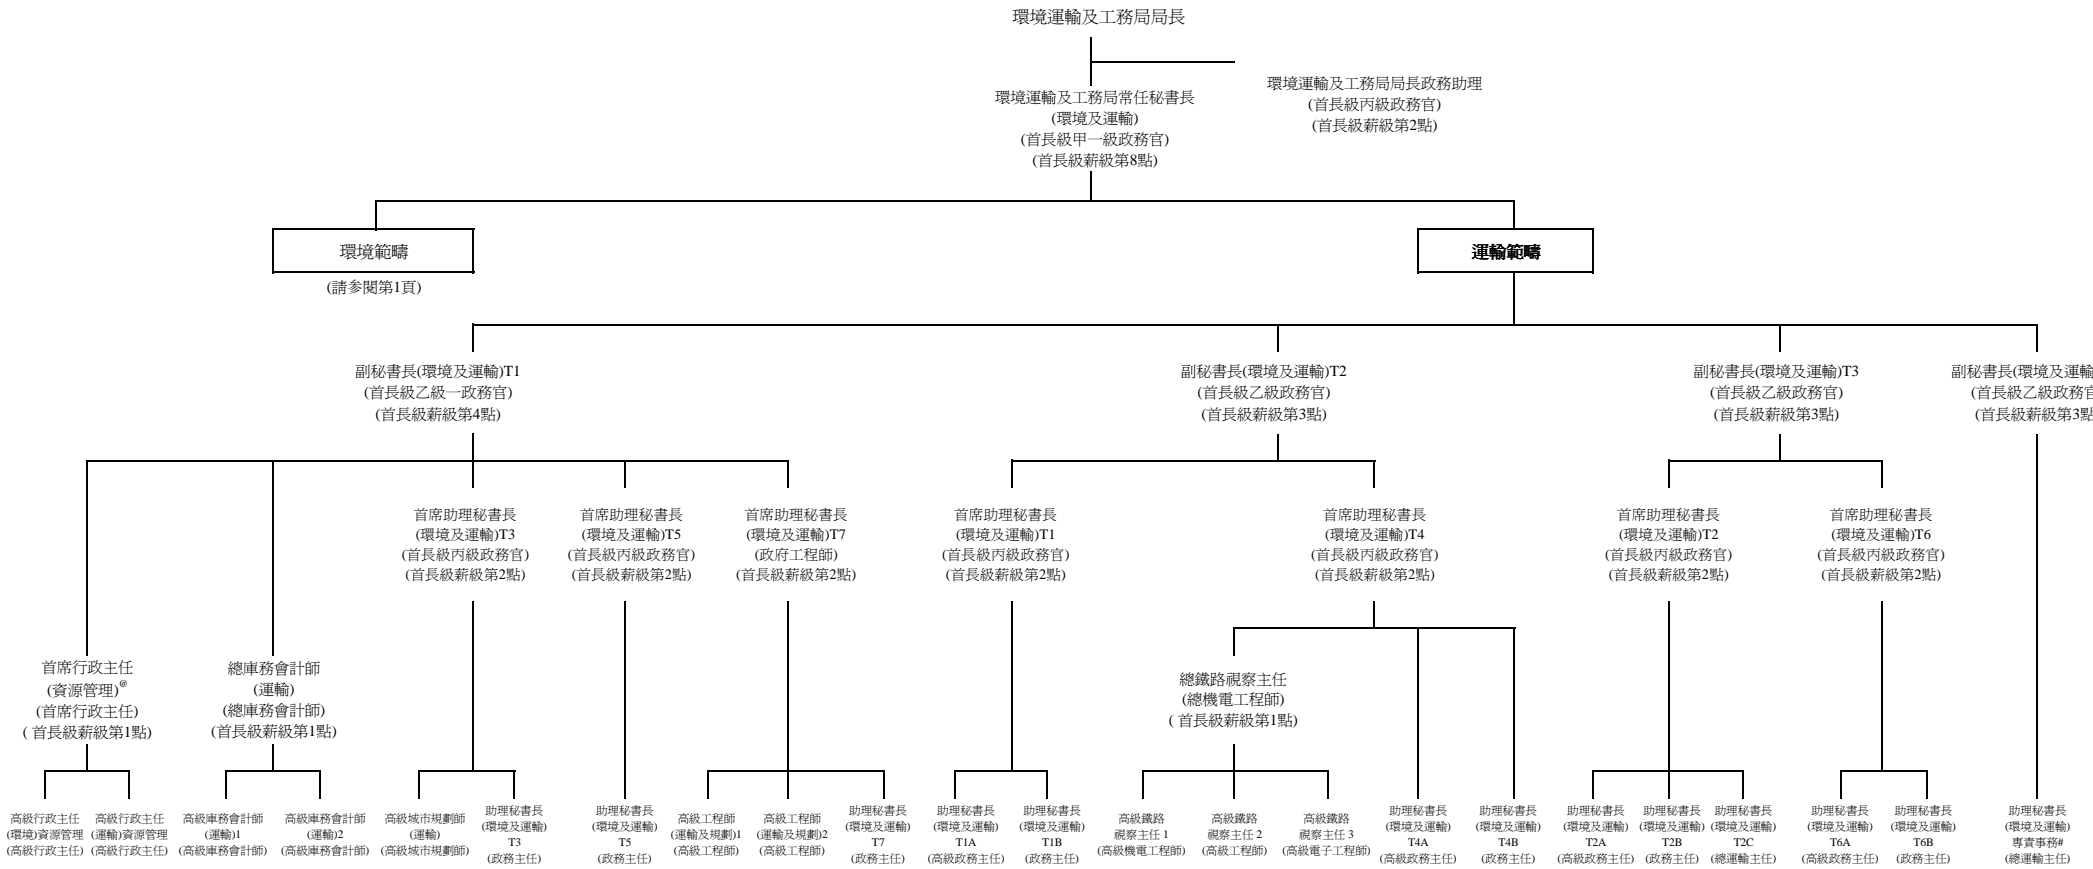 環境運輸及工務局局長
環境運輸及工務局局長政務助理
(首長級丙級政務官)
(首長級薪級第2點)
環境運輸及工務局常任秘書長
(環境及運輸)
(首長級甲一級政務官)
(首長級薪級第8點)
環境範疇
(請參閱第1頁)
運輸範疇
副秘書長(環境及運輸)T1
(首長級乙級一政務官)
(首長級薪級第4點)
副秘書長(環境及運輸)T2
(首長級乙級政務官)
(首長級薪級第3點)
副秘書長(環境及運輸)T3
(首長級乙級政務官)
(首長級薪級第3點)
副秘書長(環境及運輸
(首長級乙級政務官
(首長級薪級第3點
首席助理秘書長
(環境及運輸)T3
(首長級丙級政務官)
(首長級薪級第2點)
首席助理秘書長
(環境及運輸)T5
(首長級丙級政務官)
(首長級薪級第2點)
首席助理秘書長
(環境及運輸)T7
(政府工程師)
(首長級薪級第2點)
首席助理秘書長
(環境及運輸)T1
(首長級丙級政務官)
(首長級薪級第2點)
首席助理秘書長
(環境及運輸)T4
(首長級丙級政務官)
(首長級薪級第2點)
首席助理秘書長
(環境及運輸)T2
(首長級丙級政務官)
(首長級薪級第2點)
首席助理秘書長
(環境及運輸)T6
(首長級丙級政務官)
(首長級薪級第2點)
首席行政主任
(資源管理)@
(首席行政主任)
( 首長級薪級第1點)
總庫務會計師
(運輸)
(總庫務會計師)
(首長級薪級第1點)
總鐵路視察主任
(總機電工程師)
( 首長級薪級第1點)
高級行政主任
(環境)資源管理
(高級行政主任)
高級行政主任
(運輸)資源管理
(高級行政主任)
高級庫務會計師
(運輸)1
(高級庫務會計師)
高級庫務會計師
(運輸)2
(高級庫務會計師)
高級城市規劃師
(運輸)
(高級城市規劃師)
助理秘書長
(環境及運輸)
T3
(政務主任)
助理秘書長
(環境及運輸)
T5
(政務主任)
高級工程師
(運輸及規劃)1
(高級工程師)
高級工程師
(運輸及規劃)2
(高級工程師)
助理秘書長
(環境及運輸)
T7
(政務主任)
助理秘書長
(環境及運輸)
T1A
(高級政務主任)
助理秘書長
(環境及運輸)
T1B
(政務主任)
高級鐵路
視察主任 1
(高級機電工程師)
高級鐵路
視察主任 2
(高級工程師)
高級鐵路
視察主任 3
(高級電子工程師)
助理秘書長
(環境及運輸)
T4A
(高級政務主任)
助理秘書長
(環境及運輸)
T4B
(政務主任)
助理秘書長
(環境及運輸)
T2A
(高級政務主任)
助理秘書長
(環境及運輸)
T2B
(政務主任)
助理秘書長
(環境及運輸)
T2C
(總運輸主任)
助理秘書長
(環境及運輸)
T6A
(高級政務主任)
助理秘書長
(環境及運輸)
T6B
(政務主任)
助理秘書長
(環境及運輸)
專責事務#
(總運輸主任)